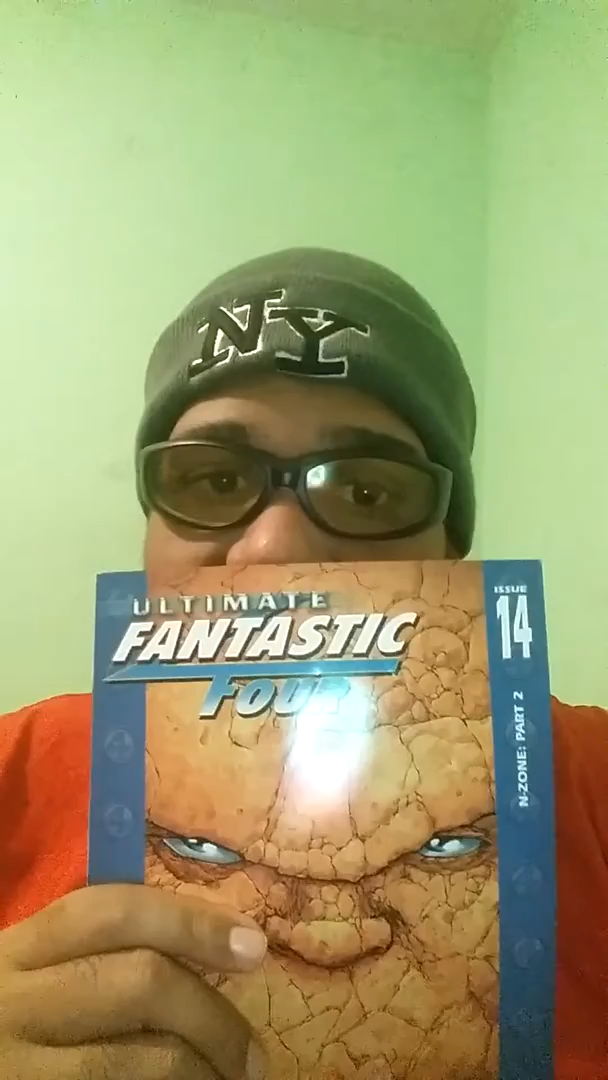 NY
ULTIMATE
FANTASTIC
FOUR
ISSUE
14
N-ZONE: PART 2